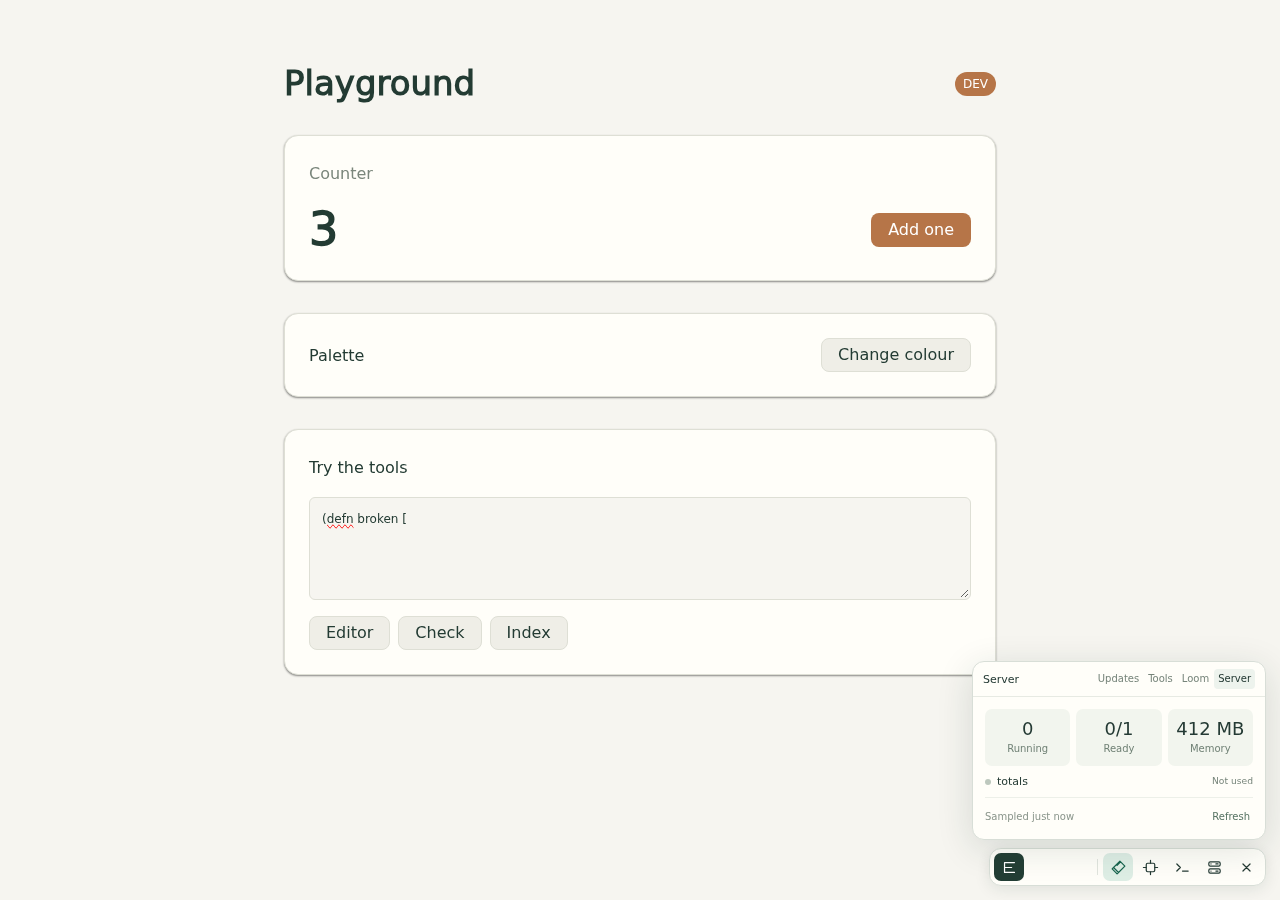 Playground
DEV
Counter
3
Add one
Palette
Change colour
Try the tools
(defn broken [
Editor
Check
Index
Server
Updates
Tools
Loom
Server
0
Running
0/1
Ready
412 MB
Memory
totals
Not used
Sampled just now
Refresh